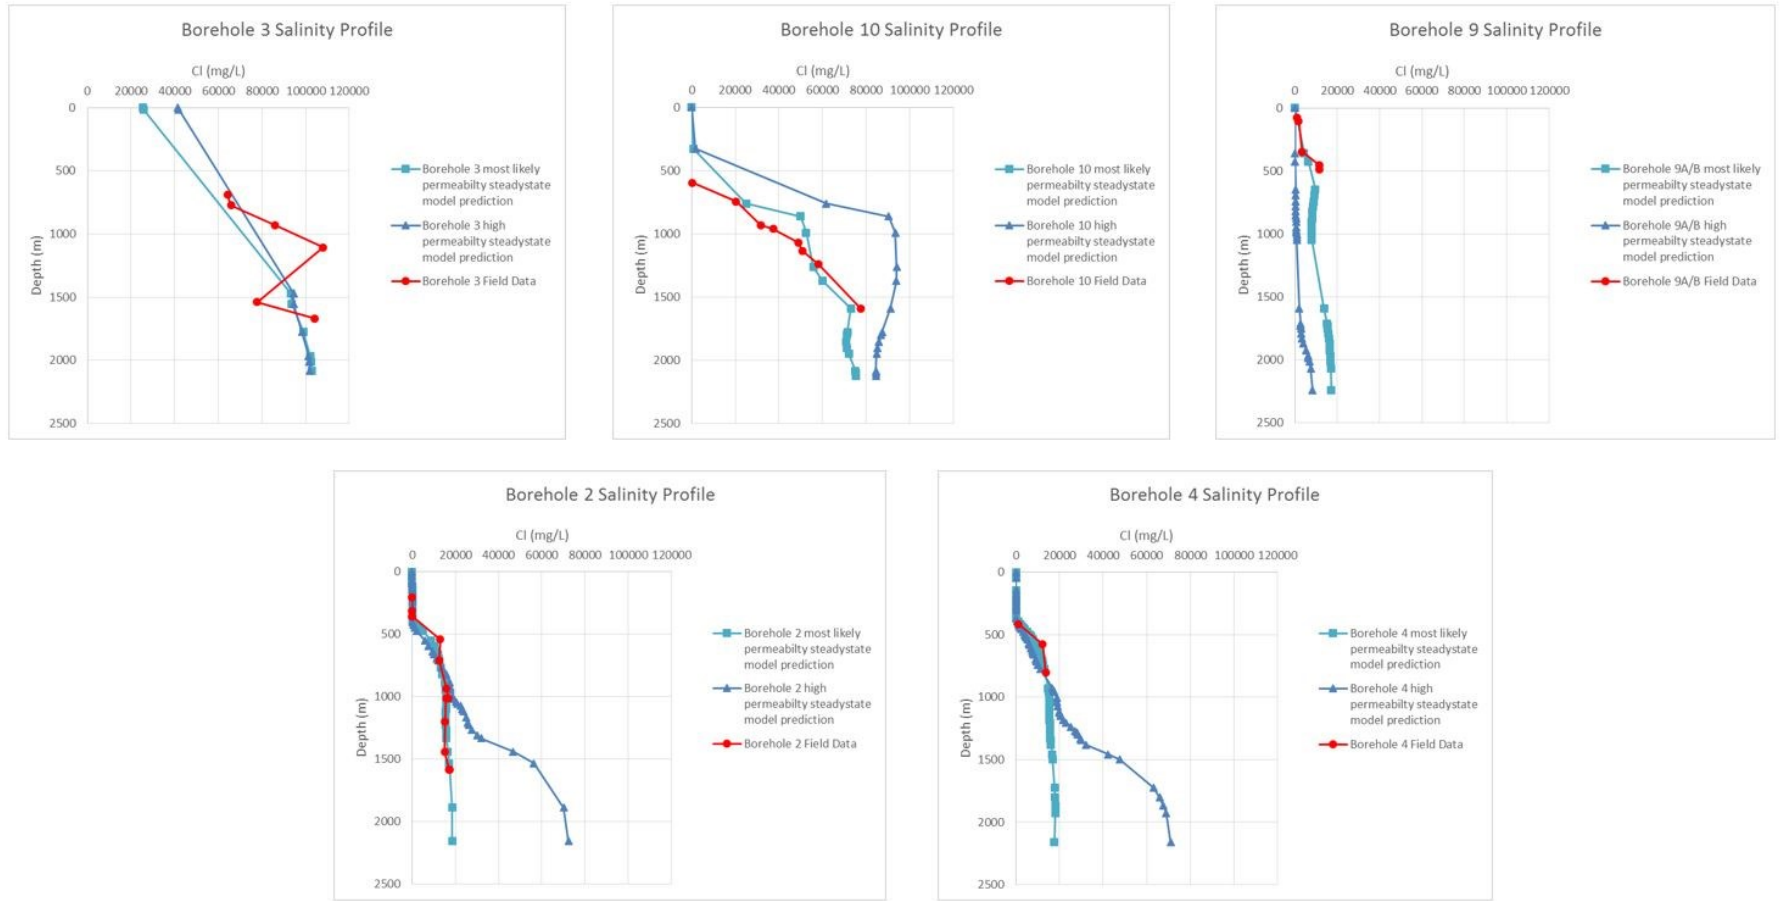 Borehole 3 Salinity Profile
Cl (mg/L)
0 20000 40000 60000 80000 100000 120000
0
500
1000
1500
2000
2500
Depth (m)
Borehole 3 most likely
permeabilty steadystate
model prediction
Borehole 3 high
permeabilty steadystate
model prediction
Borehole 3 Field Data
Borehole 10 Salinity Profile
Cl (mg/L)
0 20000 40000 60000 80000 100000 120000
0
500
1000
1500
2000
2500
Depth (m)
Borehole 10 most likely
permeabilty steadystate
model prediction
Borehole 10 high
permeabilty steadystate
model prediction
Borehole 10 Field Data
Borehole 9 Salinity Profile
Cl (mg/L)
0 20000 40000 60000 80000 100000 120000
0
500
1000
1500
2000
2500
Depth (m)
Borehole 9A/B most likely
permeabilty steadystate
model prediction
Borehole 9A/B high
permeabilty steadystate
model prediction
Borehole 9A/B Field Data
Borehole 2 Salinity Profile
Cl (mg/L)
0 20000 40000 60000 80000 100000 120000
0
500
1000
1500
2000
2500
Depth (m)
Borehole 2 most likely
permeabilty steadystate
model prediction
Borehole 2 high
permeabilty steadystate
model prediction
Borehole 2 Field Data
Borehole 4 Salinity Profile
Cl (mg/L)
0 20000 40000 60000 80000 100000 120000
0
500
1000
1500
2000
2500
Depth (m)
Borehole 4 most likely
permeabilty steadystate
model prediction
Borehole 4 high
permeabilty steadystate
model prediction
Borehole 4 Field Data